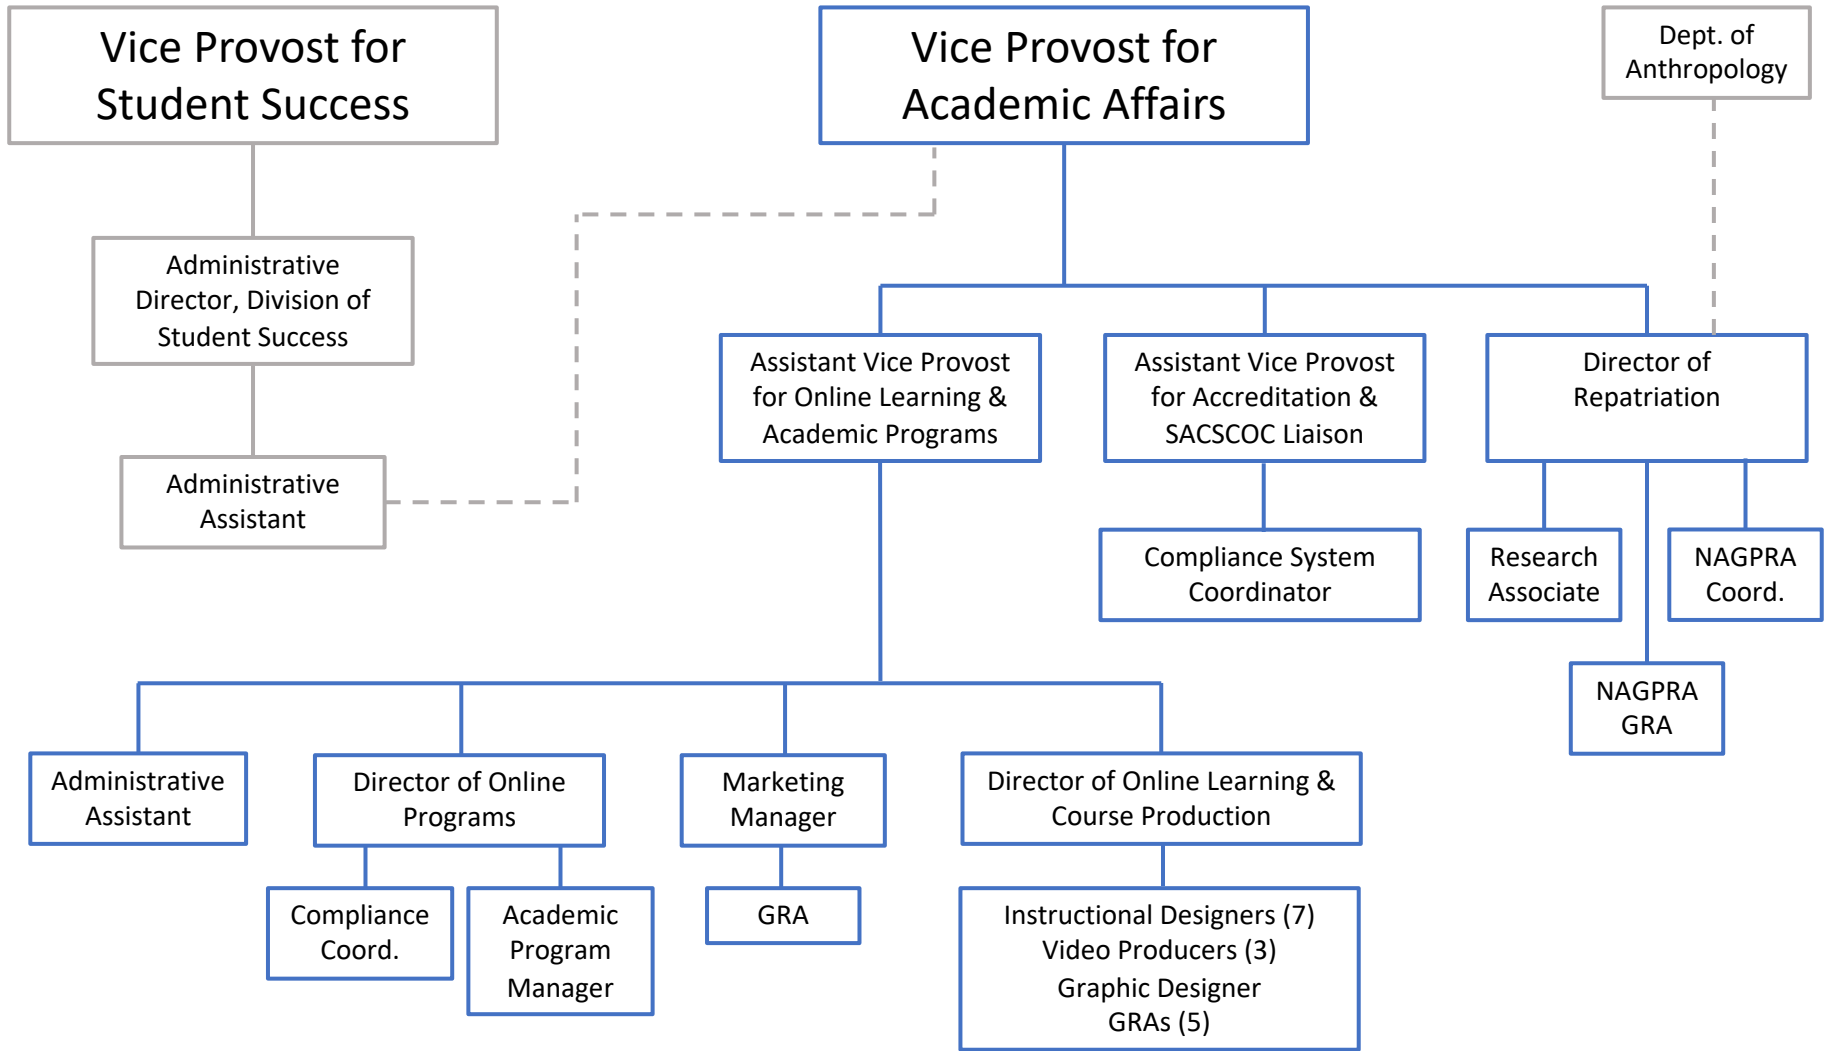 Vice Provost for
Student Success
Vice Provost for
Academic Affairs
Dept. of
Anthropology
Administrative
Director, Division of
Student Success
Administrative
Assistant
Assistant Vice Provost
for Online Learning &
Academic Programs
Assistant Vice Provost
for Accreditation &
SACSCOC Liaison
Director of
Repatriation
Compliance System
Coordinator
Research
Associate
NAGPRA
Coord.
NAGPRA
GRA
Administrative
Assistant
Director of Online
Programs
Marketing
Manager
Director of Online Learning &
Course Production
Compliance
Coord.
Academic
Program
Manager
GRA
Instructional Designers (7)
Video Producers (3)
Graphic Designer
GRAs (5)